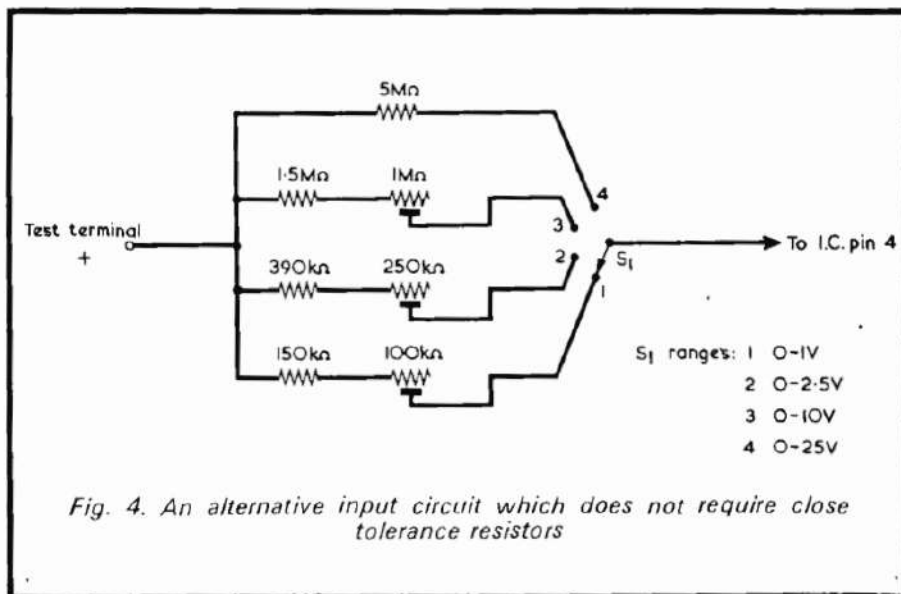 5MΩ
1·5MΩ 1MΩ
4
Test terminal
+
3
To I.C. pin 4
2
S1
390kΩ 250kΩ
1
150kΩ 100kΩ
S1 ranges: 1 0-1V
2 0-2·5V
3 0-10V
4 0-25V
Fig. 4. An alternative input circuit which does not require close
tolerance resistors